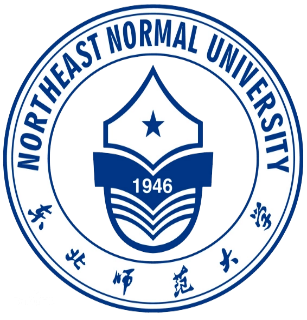 NORTHEAST NORMAL UNIVERSITY
1946
东北师范大学